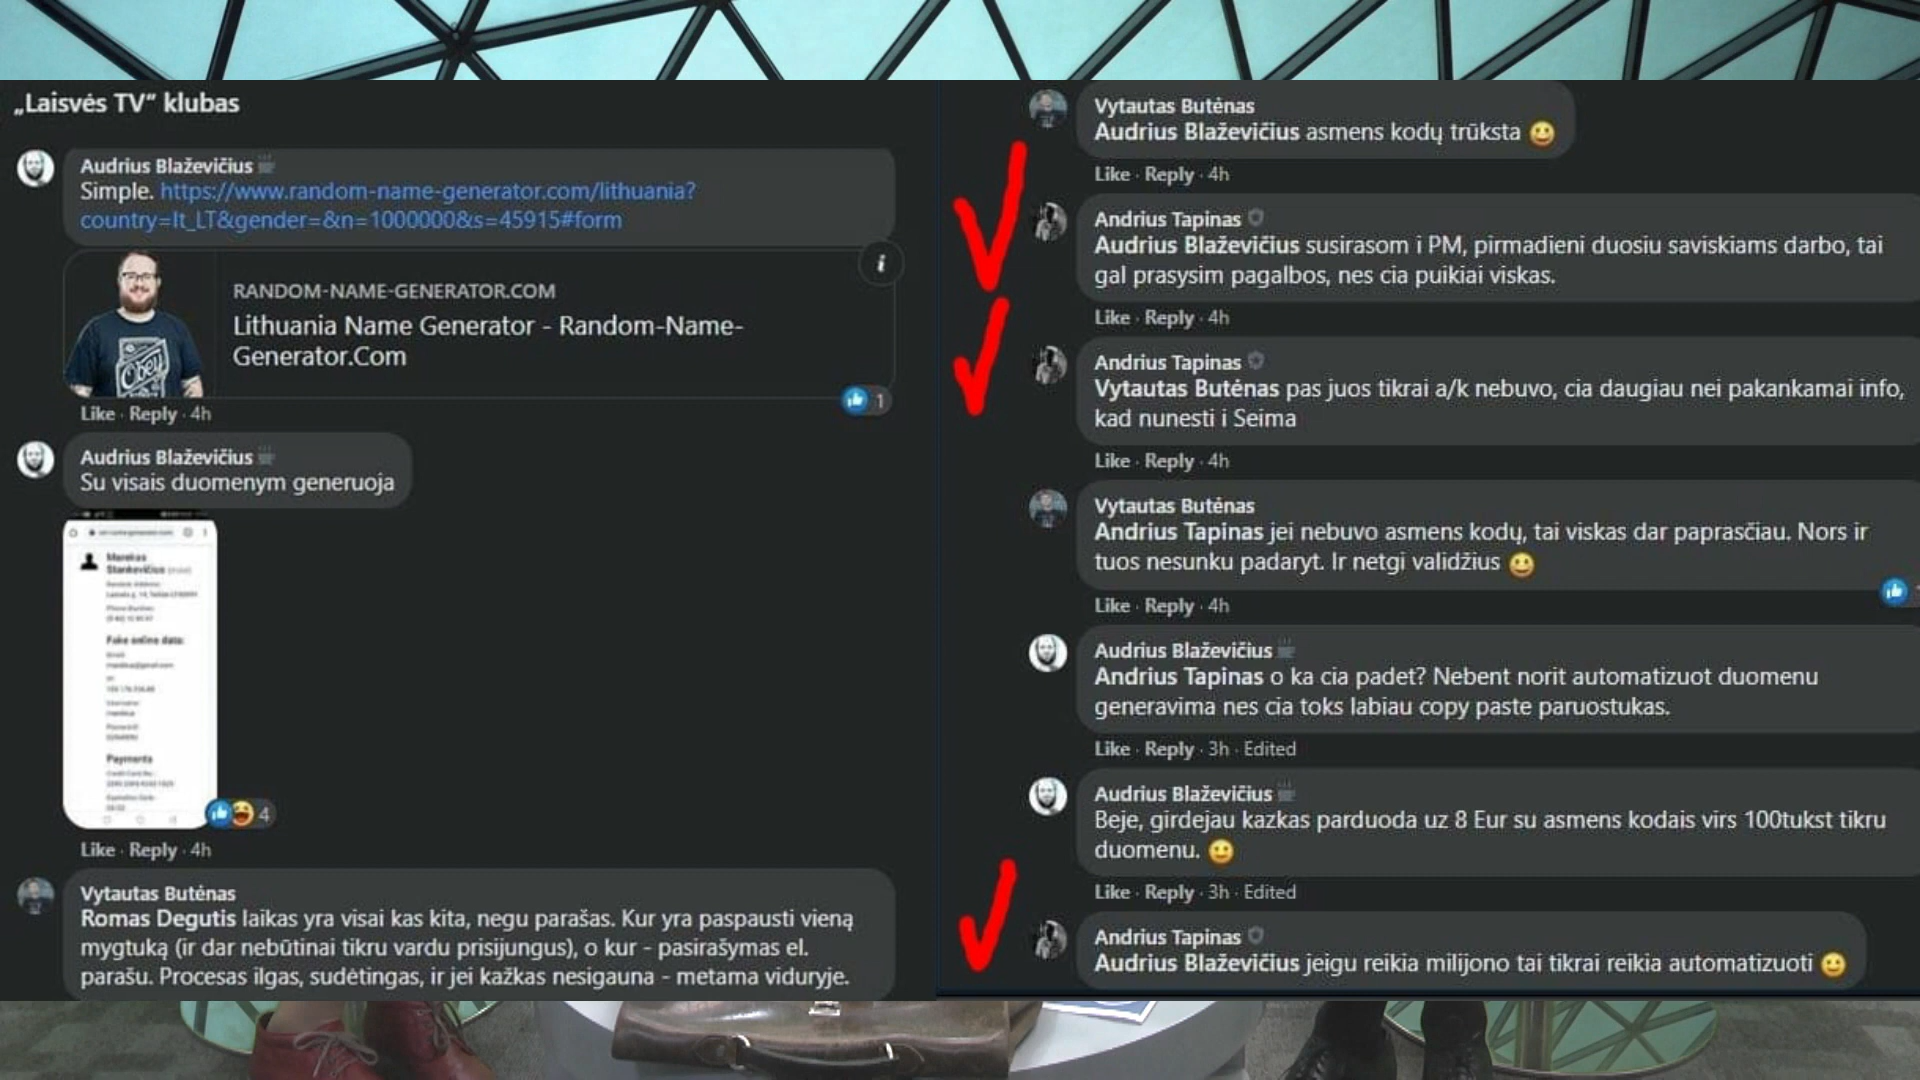 „Laisvės TV“ klubas
Audrius Blaževičius
Simple. https://www.random-name-generator.com/lithuania?
country=lt_LT&gender=&n=1000000&s=45915#form
RANDOM-NAME-GENERATOR.COM
Lithuania Name Generator - Random-Name-
Generator.Com
i
1
Like · Reply · 4h
Audrius Blaževičius
Su visais duomenym generuoja
Fake online data:
Payments
4
Like · Reply · 4h
Vytautas Butėnas
Romas Degutis laikas yra visai kas kita, negu parašas. Kur yra paspausti vieną
mygtuką (ir dar nebūtinai tikru vardu prisijungus), o kur - pasirašymas el.
parašu. Procesas ilgas, sudėtingas, ir jei kažkas nesigauna - metama viduryje.
Vytautas Butėnas
Audrius Blaževičius asmens kodų trūksta
Like · Reply · 4h
Andrius Tapinas
Audrius Blaževičius susirasom i PM, pirmadieni duosiu saviskiams darbo, tai
gal prasysim pagalbos, nes cia puikiai viskas.
Like · Reply · 4h
Andrius Tapinas
Vytautas Butėnas pas juos tikrai a/k nebuvo, cia daugiau nei pakankamai info,
kad nunesti i Seima
Like · Reply · 4h
Vytautas Butėnas
Andrius Tapinas jei nebuvo asmens kodų, tai viskas dar paprasčiau. Nors ir
tuos nesunku padaryt. Ir netgi validžius
Like · Reply · 4h
Audrius Blaževičius
Andrius Tapinas o ka cia padet? Nebent norit automatizuot duomenu
generavima nes cia toks labiau copy paste paruostukas.
Like · Reply · 3h · Edited
Audrius Blaževičius
Beje, girdejau kazkas parduoda uz 8 Eur su asmens kodais virs 100tukst tikru
duomenu.
Like · Reply · 3h · Edited
Andrius Tapinas
Audrius Blaževičius jeigu reikia milijono tai tikrai reikia automatizuoti